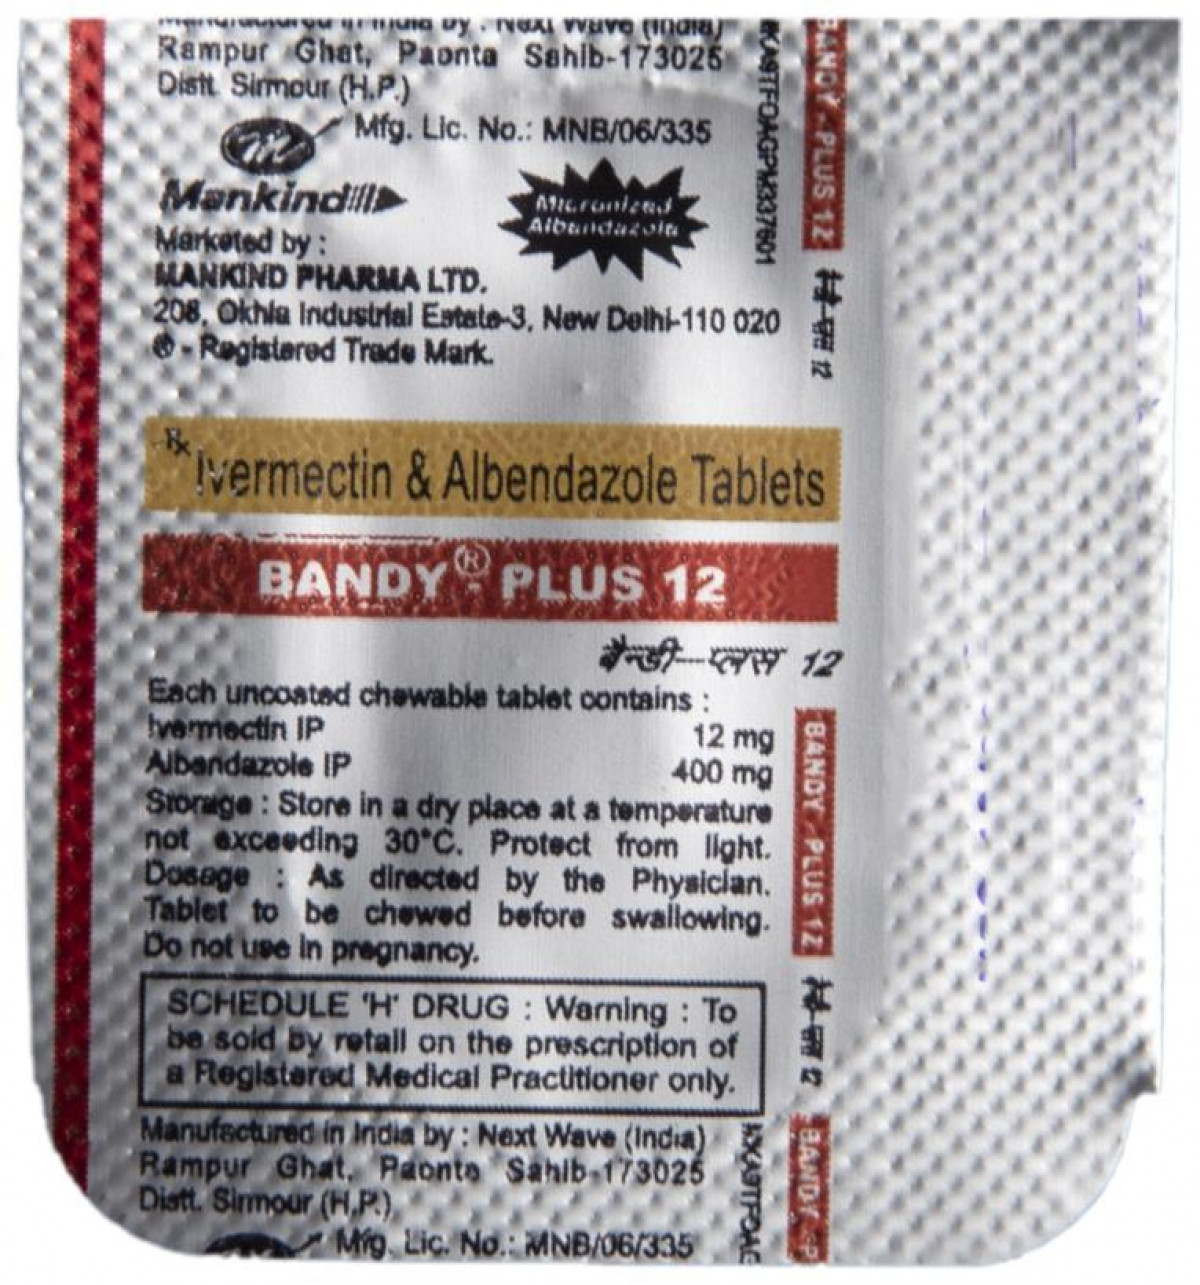 Manufactured in India by : Next Wave (India)
Rampur Ghat, Paonta Sahib-173025
Distt. Sirmour (H.P.)
Mfg. Lic. No.: MNB/06/335
Mankind
Micronized
Albendazole
Marketed by :
MANKIND PHARMA LTD.
208, Okhla Industrial Estate-3, New Delhi-110 020
® - Registered Trade Mark.
BANDY - PLUS 12
Rx Ivermectin & Albendazole Tablets
BANDY® - PLUS 12
बैन्डी–प्लस 12
Each uncoated chewable tablet contains :
Ivermectin IP 12 mg
Albendazole IP 400 mg
Storage : Store in a dry place at a temperature
not exceeding 30°C. Protect from light.
Dosage : As directed by the Physician.
Tablet to be chewed before swallowing.
Do not use in pregnancy.
BANDY - PLUS 12
SCHEDULE 'H' DRUG : Warning : To
be sold by retail on the prescription of
a Registered Medical Practitioner only.
Manufactured in India by : Next Wave (India)
Rampur Ghat, Paonta Sahib-173025
Distt. Sirmour (H.P.)
Mfg. Lic. No.: MNB/06/335
BANDY - P